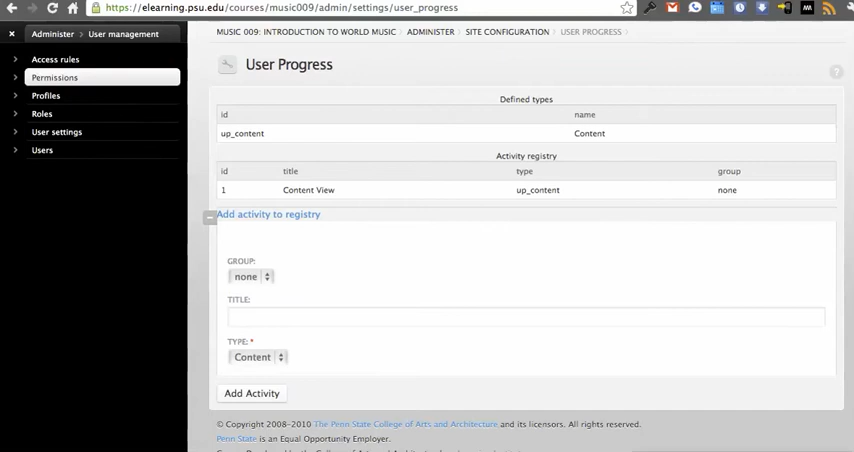 https://elearning.psu.edu/courses/music009/admin/settings/user_progress
Administer > User management
MUSIC 009: INTRODUCTION TO WORLD MUSIC > ADMINISTER > SITE CONFIGURATION > USER PROGRESS >
Access rules
Permissions
Profiles
Roles
User settings
Users
User Progress
Defined types
id name
up_content Content
Activity registry
id title type group
1 Content View up_content none
Add activity to registry
GROUP:
none
TITLE:
TYPE: *
Content
Add Activity
© Copyright 2008-2010 The Penn State College of Arts and Architecture and its licensors. All rights reserved.
Penn State is an Equal Opportunity Employer.